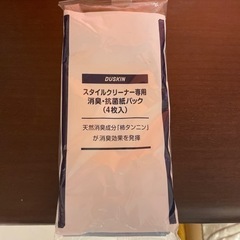 DUSKIN
スタイルクリーナー専用
消臭・抗菌紙パック
(4枚入)
天然消臭成分「柿タンニン」
が消臭効果を発揮